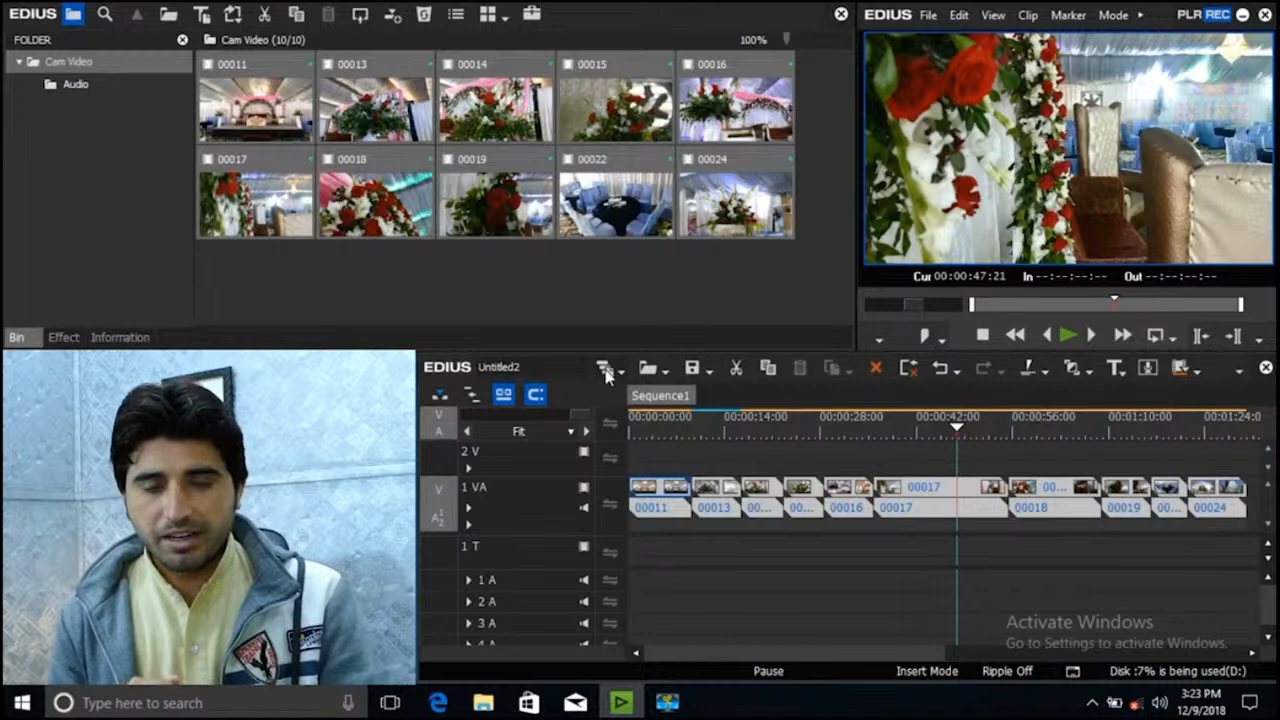 EDIUS
EDIUS File Edit View Clip Marker Mode PLR REC
FOLDER
Cam Video (10/10)
100%
Cam Video
Audio
00011 00013 00014 00015 00016
00017 00018 00019 00022 00024
Cur 00:00:47:21 In --:--:--:-- Out --:--:--:--
Bin Effect Information
EDIUS Untitled2
Sequence1
00:00:00:00 00:00:14:00 00:00:28:00 00:00:42:00 00:00:56:00 00:01:10:00 00:01:24:0
V
A
Fit
2 V
V
1 VA
00017 00...
A12
00011 00013 00... 00... 00016 00017 00018 00019 00... 00024
1 T
1 A
2 A
3 A
4 A
Activate Windows
Go to Settings to activate Windows.
Pause Insert Mode Ripple Off Disk :7% is being used(D:)
Type here to search
3:23 PM
12/9/2018